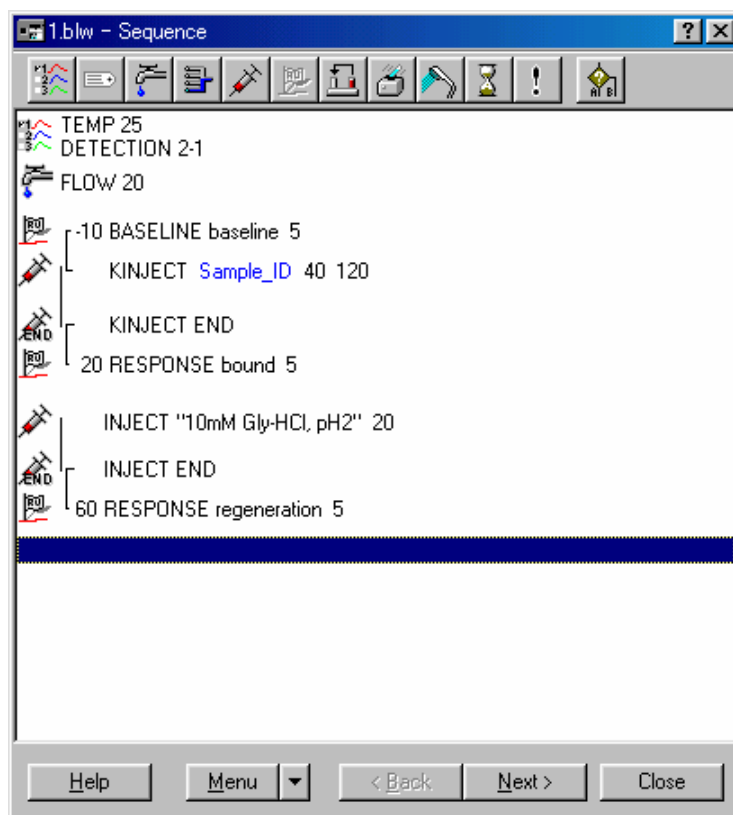 1.blw - Sequence
TEMP 25
DETECTION 2-1
FLOW 20
-10 BASELINE baseline 5
KINJECT Sample_ID 40 120
END KINJECT END
20 RESPONSE bound 5
INJECT "10mM Gly-HCl, pH2" 20
END INJECT END
60 RESPONSE regeneration 5
Help Menu < Back Next > Close